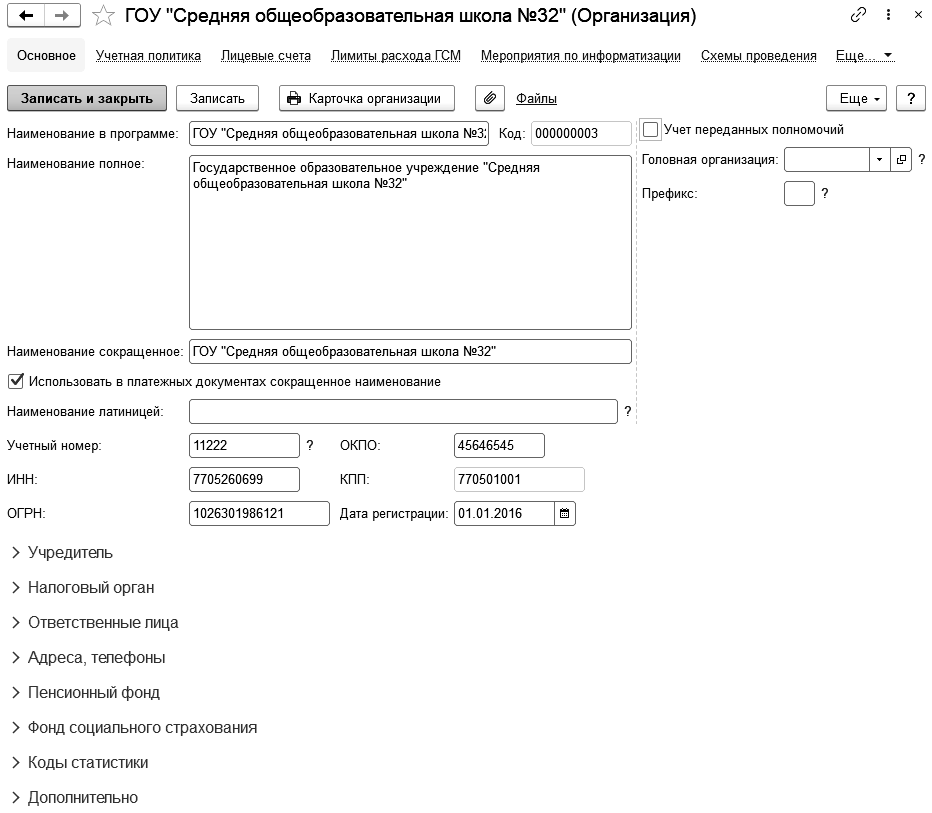 ГОУ "Средняя общеобразовательная школа №32" (Организация)
Основное Учетная политика Лицевые счета Лимиты расхода ГСМ Мероприятия по информатизации Схемы проведения Еще...
Записать и закрыть Записать Карточка организации Файлы Еще ?
Наименование в программе: ГОУ "Средняя общеобразовательная школа №32 Код: 000000003 Учет переданных полномочий
Наименование полное: Государственное образовательное учреждение "Средняя Головная организация: ?
общеобразовательная школа №32"
Префикс: ?
Наименование сокращенное: ГОУ "Средняя общеобразовательная школа №32"
Использовать в платежных документах сокращенное наименование
Наименование латиницей: ?
Учетный номер: 11222 ? ОКПО: 45646545
ИНН: 7705260699 КПП: 770501001
ОГРН: 1026301986121 Дата регистрации: 01.01.2016
Учредитель
Налоговый орган
Ответственные лица
Адреса, телефоны
Пенсионный фонд
Фонд социального страхования
Коды статистики
Дополнительно